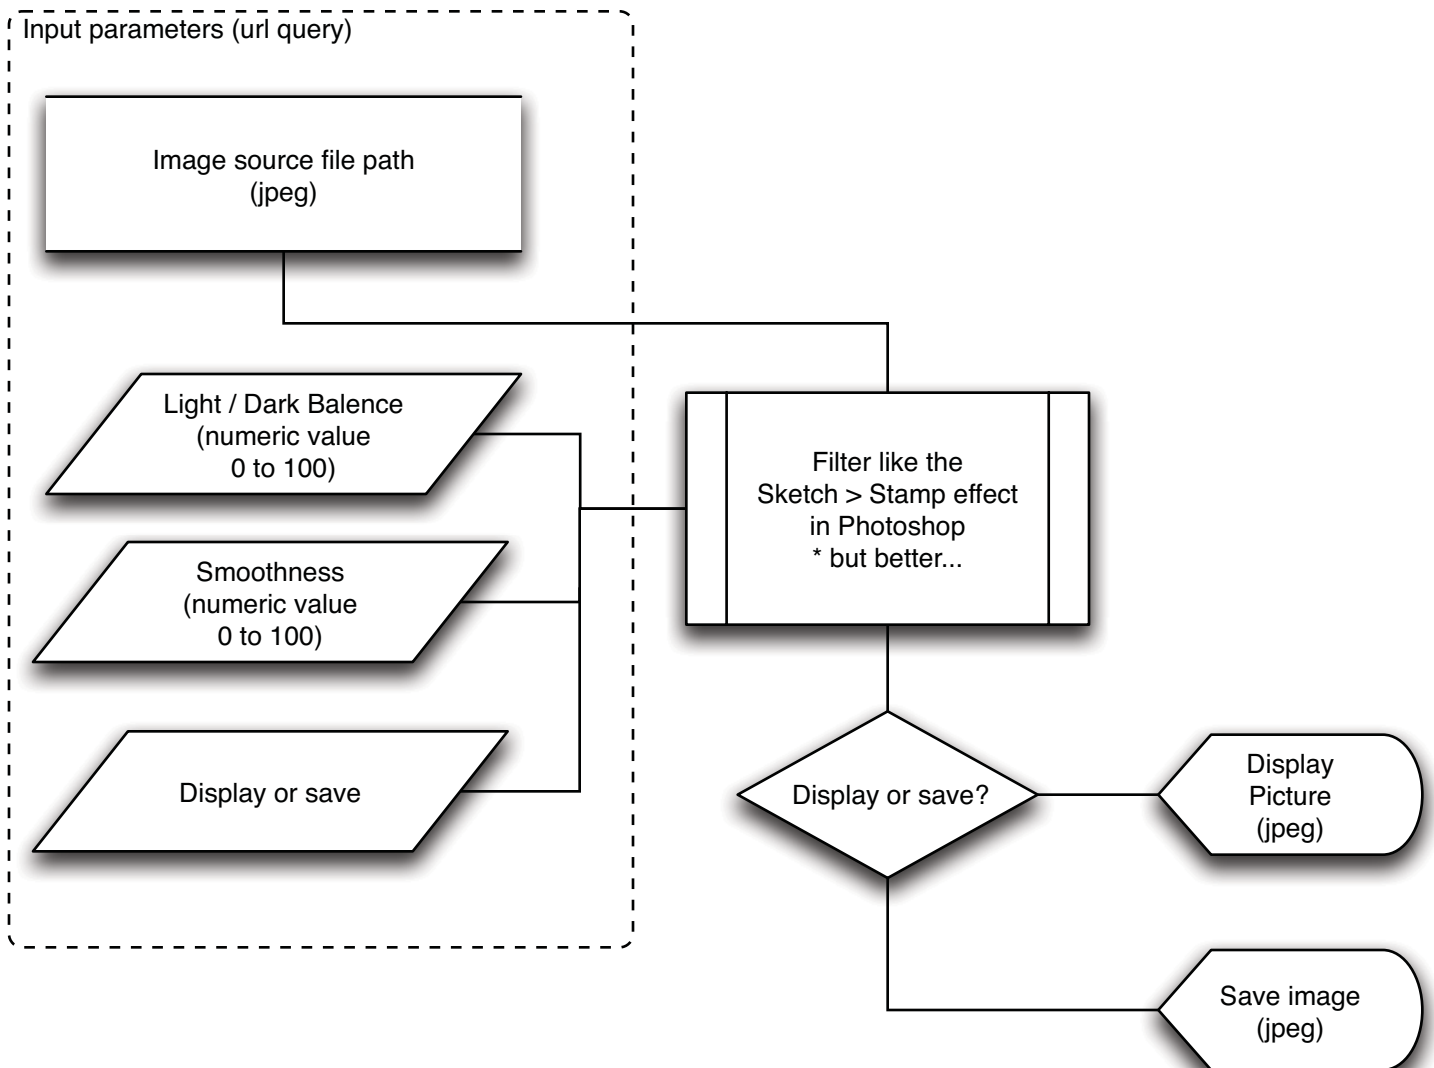 Input parameters (url query)
Image source file path
(jpeg)
Light / Dark Balence
(numeric value
0 to 100)
Smoothness
(numeric value
0 to 100)
Display or save
Filter like the
Sketch > Stamp effect
in Photoshop
* but better...
Display or save?
Display
Picture
(jpeg)
Save image
(jpeg)